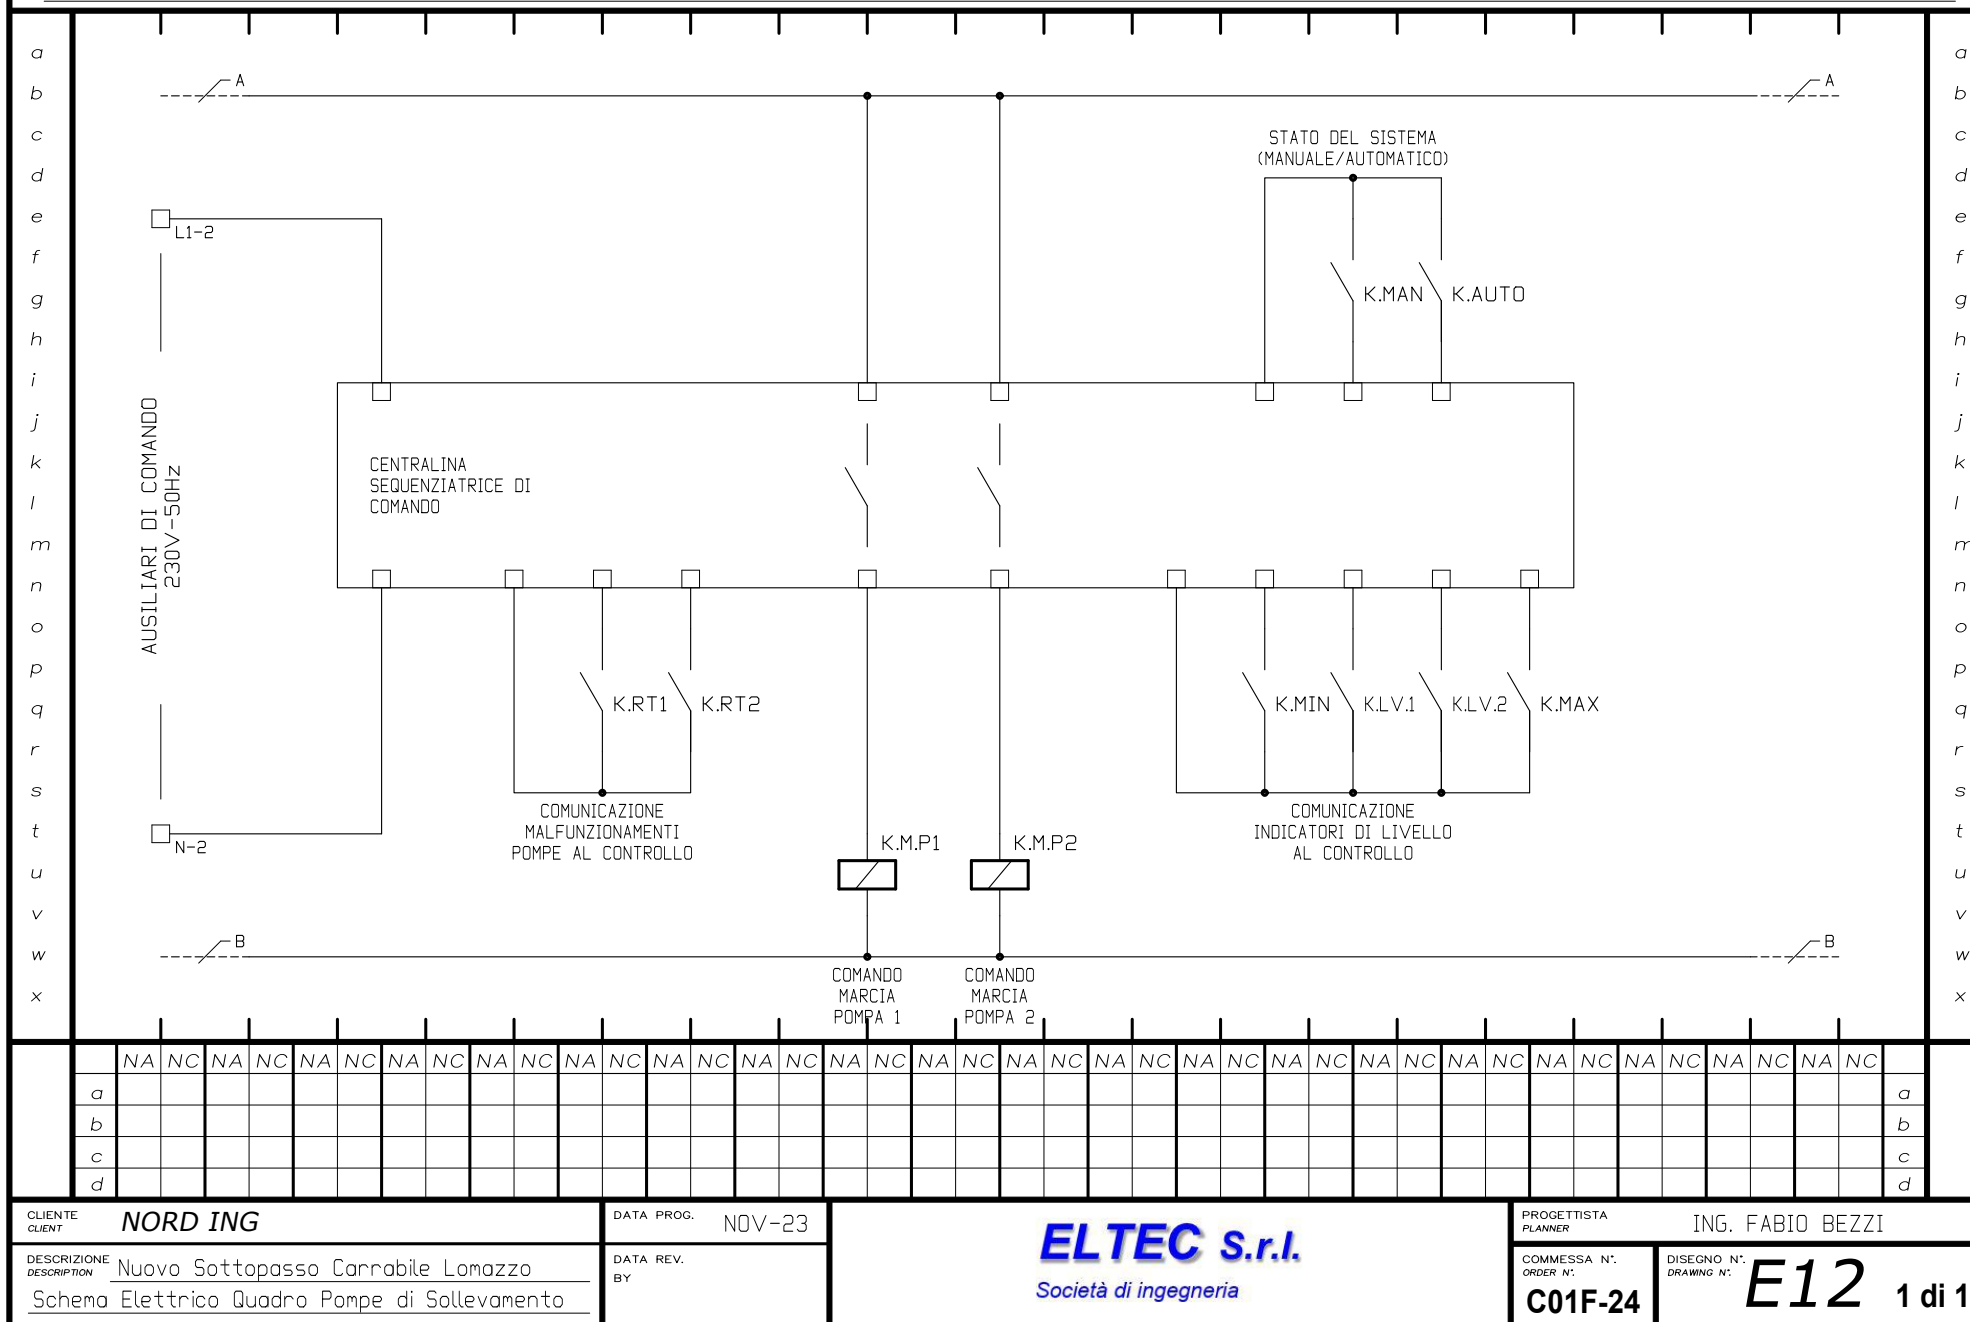 a a
b b
c c
d d
e e
f f
g g
h h
i i
j j
k k
l l
m m
n n
o o
p p
q q
r r
s s
t t
u u
v v
w w
x x
A A
STATO DEL SISTEMA
(MANUALE/AUTOMATICO)
L1-2
K.MAN K.AUTO
AUSILIARI DI COMANDO
230V-50Hz
CENTRALINA
SEQUENZIATRICE DI
COMANDO
K.RT1 K.RT2
K.MIN K.LV.1 K.LV.2 K.MAX
COMUNICAZIONE
MALFUNZIONAMENTI
POMPE AL CONTROLLO
COMUNICAZIONE
INDICATORI DI LIVELLO
AL CONTROLLO
N-2
K.M.P1 K.M.P2
B B
COMANDO
MARCIA
POMPA 1
COMANDO
MARCIA
POMPA 2
NA NC NA NC NA NC NA NC NA NC NA NC NA NC NA NC NA NC NA NC NA NC NA NC NA NC NA NC NA NC NA NC NA NC NA NC NA NC NA NC
a a
b b
c c
d d
CLIENTE
CLIENT
NORD ING
DESCRIZIONE
DESCRIPTION
Nuovo Sottopasso Carrabile Lomazzo
Schema Elettrico Quadro Pompe di Sollevamento
DATA PROG. NOV-23
DATA REV.
BY
ELTEC S.r.l.
Società di ingegneria
PROGETTISTA
PLANNER
ING. FABIO BEZZI
COMMESSA N°.
ORDER N°.
C01F-24
DISEGNO N°.
DRAWING N°.
E12 1 di 1